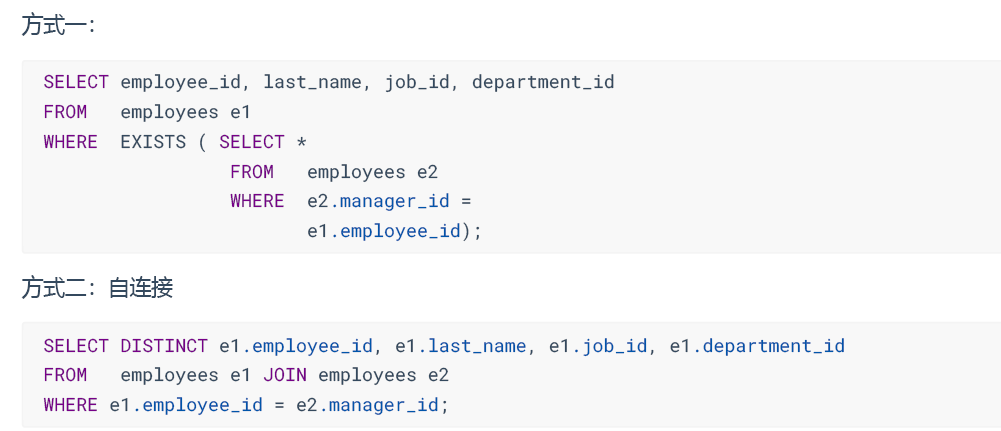 方式一：
SELECT employee_id, last_name, job_id, department_id
FROM   employees e1
WHERE  EXISTS ( SELECT *
                 FROM   employees e2
                 WHERE  e2.manager_id =
                        e1.employee_id);
方式二：自连接
SELECT DISTINCT e1.employee_id, e1.last_name, e1.job_id, e1.department_id
FROM   employees e1 JOIN employees e2
WHERE e1.employee_id = e2.manager_id;